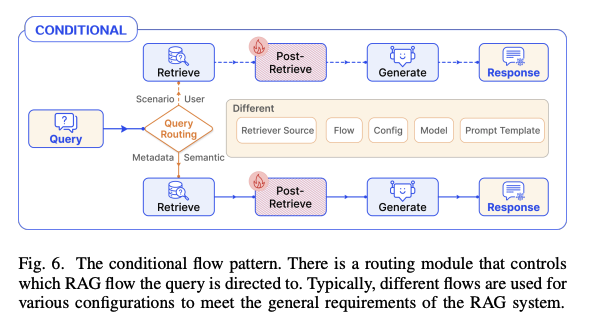 CONDITIONAL
Retrieve
Post-
Retrieve
Generate
Response
Scenario User
Query
Query
Routing
Different
Retriever Source Flow Config Model Prompt Template
Metadata Semantic
Retrieve
Post-
Retrieve
Generate
Response
Fig. 6. The conditional flow pattern. There is a routing module that controls
which RAG flow the query is directed to. Typically, different flows are used for
various configurations to meet the general requirements of the RAG system.